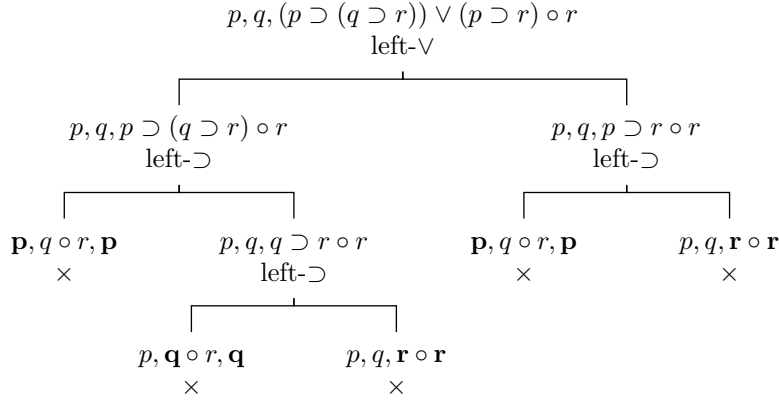 p, q, (p ⊃ (q ⊃ r)) ∨ (p ⊃ r) ∘ r
left-∨
p, q, p ⊃ (q ⊃ r) ∘ r
p, q, p ⊃ r ∘ r
left-⊃
left-⊃
p, q ∘ r, p
p, q, q ⊃ r ∘ r
p, q ∘ r, p
p, q, r ∘ r
×
left-⊃
×
×
p, q ∘ r, q
p, q, r ∘ r
×
×